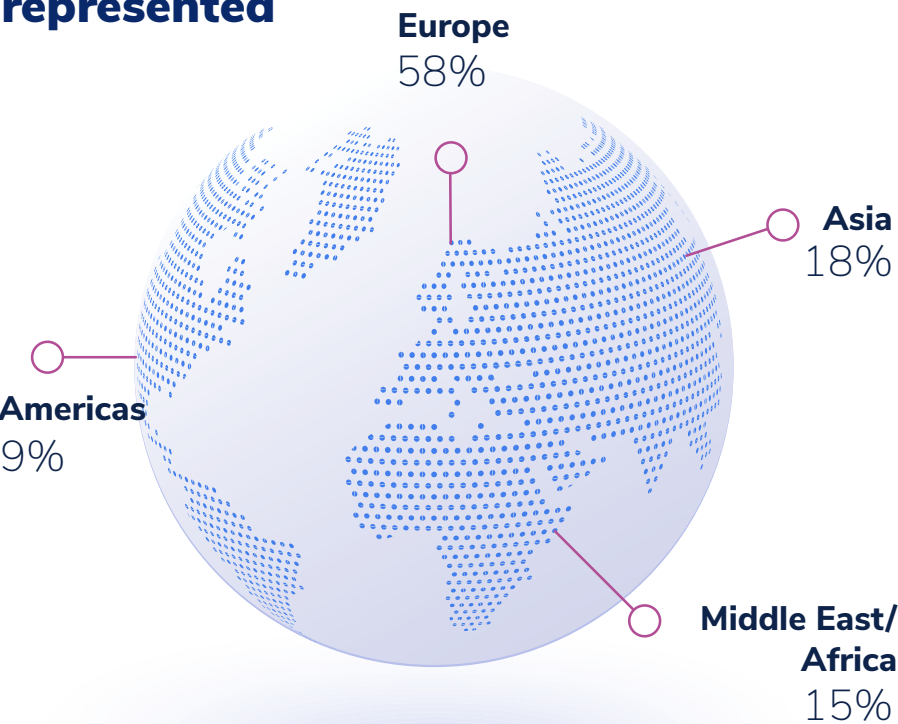 represented
Europe
58%
Asia
18%
Americas
9%
Middle East/
Africa
15%